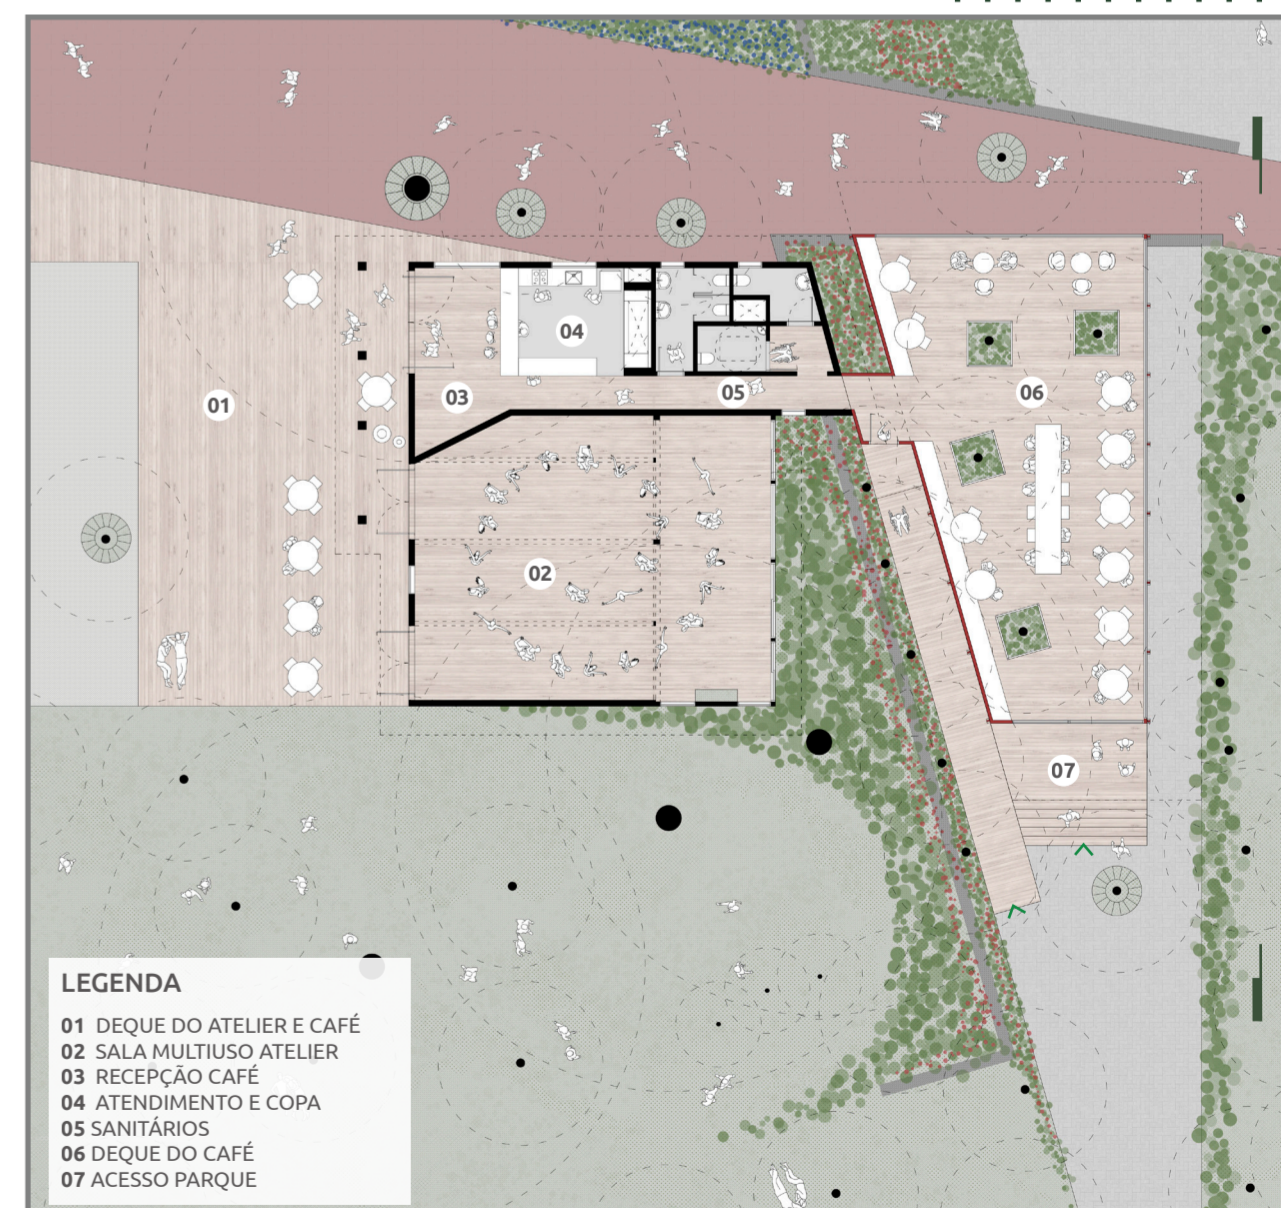 04
03
05
06
01
02
07
LEGENDA
01 DEQUE DO ATELIER E CAFÉ
02 SALA MULTIUSO ATELIER
03 RECEPÇÃO CAFÉ
04 ATENDIMENTO E COPA
05 SANITÁRIOS
06 DEQUE DO CAFÉ
07 ACESSO PARQUE